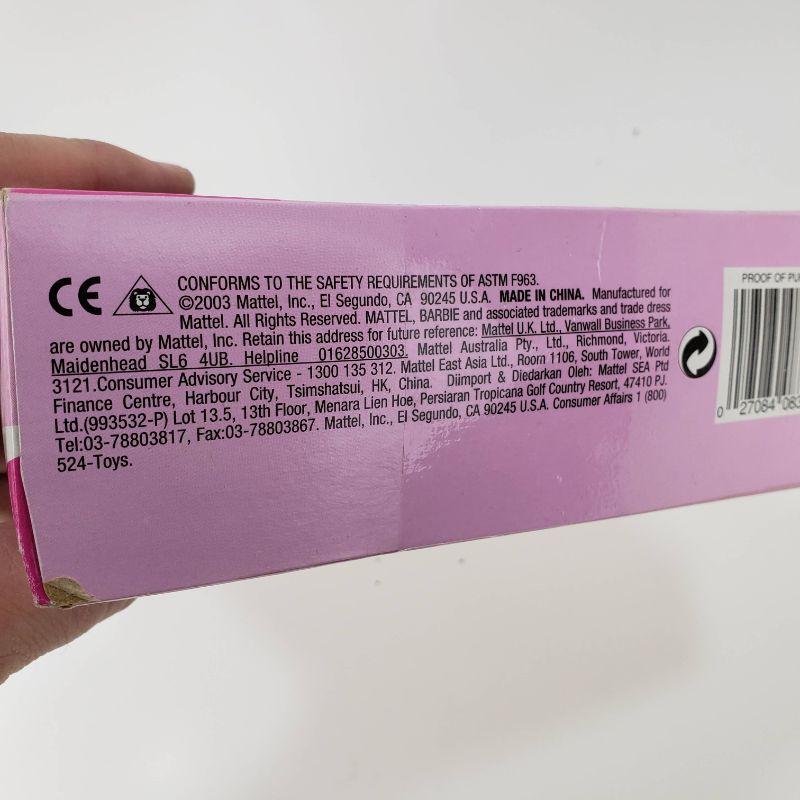 CE
CONFORMS TO THE SAFETY REQUIREMENTS OF ASTM F963.
©2003 Mattel, Inc., El Segundo, CA 90245 U.S.A. MADE IN CHINA. Manufactured for
Mattel. All Rights Reserved. MATTEL, BARBIE and associated trademarks and trade dress
are owned by Mattel, Inc. Retain this address for future reference: Mattel U.K. Ltd., Vanwall Business Park,
Maidenhead SL6 4UB. Helpline 01628500303. Mattel Australia Pty., Ltd., Richmond, Victoria.
3121.Consumer Advisory Service - 1300 135 312. Mattel East Asia Ltd., Room 1106, South Tower, World
Finance Centre, Harbour City, Tsimshatsui, HK, China. Diimport & Diedarkan Oleh: Mattel SEA Ptd
Ltd.(993532-P) Lot 13.5, 13th Floor, Menara Lien Hoe, Persiaran Tropicana Golf Country Resort, 47410 PJ.
Tel:03-78803817, Fax:03-78803867. Mattel, Inc., El Segundo, CA 90245 U.S.A. Consumer Affairs 1 (800)
524-Toys.
PROOF OF
0 27084